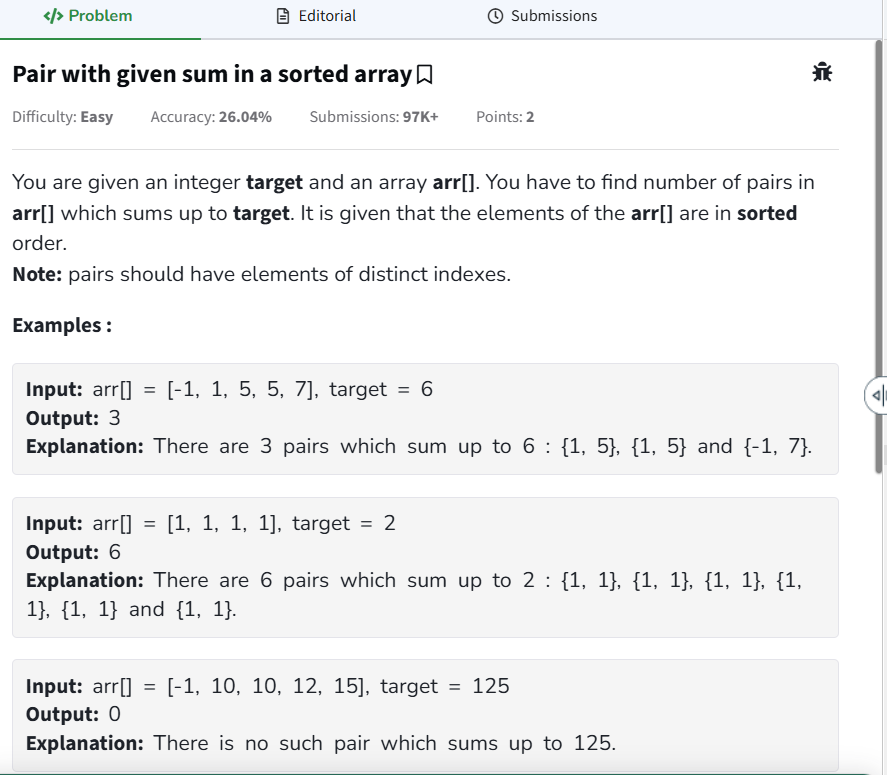 </> Problem
Editorial
Submissions
Pair with given sum in a sorted array
Difficulty: Easy Accuracy: 26.04% Submissions: 97K+ Points: 2
You are given an integer target and an array arr[]. You have to find number of pairs in
arr[] which sums up to target. It is given that the elements of the arr[] are in sorted
order.
Note: pairs should have elements of distinct indexes.
Examples :
Input: arr[] = [-1, 1, 5, 5, 7], target = 6
Output: 3
Explanation: There are 3 pairs which sum up to 6 : {1, 5}, {1, 5} and {-1, 7}.
Input: arr[] = [1, 1, 1, 1], target = 2
Output: 6
Explanation: There are 6 pairs which sum up to 2 : {1, 1}, {1, 1}, {1, 1}, {1,
1}, {1, 1} and {1, 1}.
Input: arr[] = [-1, 10, 10, 12, 15], target = 125
Output: 0
Explanation: There is no such pair which sums up to 125.